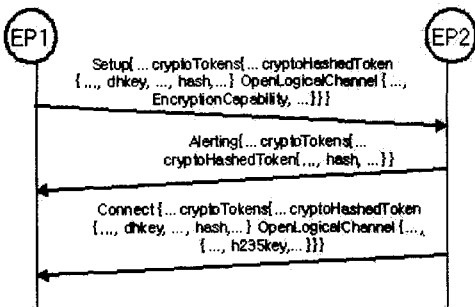 EP1
EP2
Setup{ ... cryptoTokens{ ... cryptoHashedToken
{ ..., dhkey, ..., hash, ...} OpenLogicalChannel { ...,
EncryptionCapability, ... }}}
Alerting{ ... cryptoTokens{ ...
cryptoHashedToken{ ..., hash, ... }}
Connect { ... cryptoTokens{ ... cryptoHashedToken
{ ..., dhkey, ..., hash, ...} OpenLogicalChannel { ...,
{ ..., h235key, ... }}}